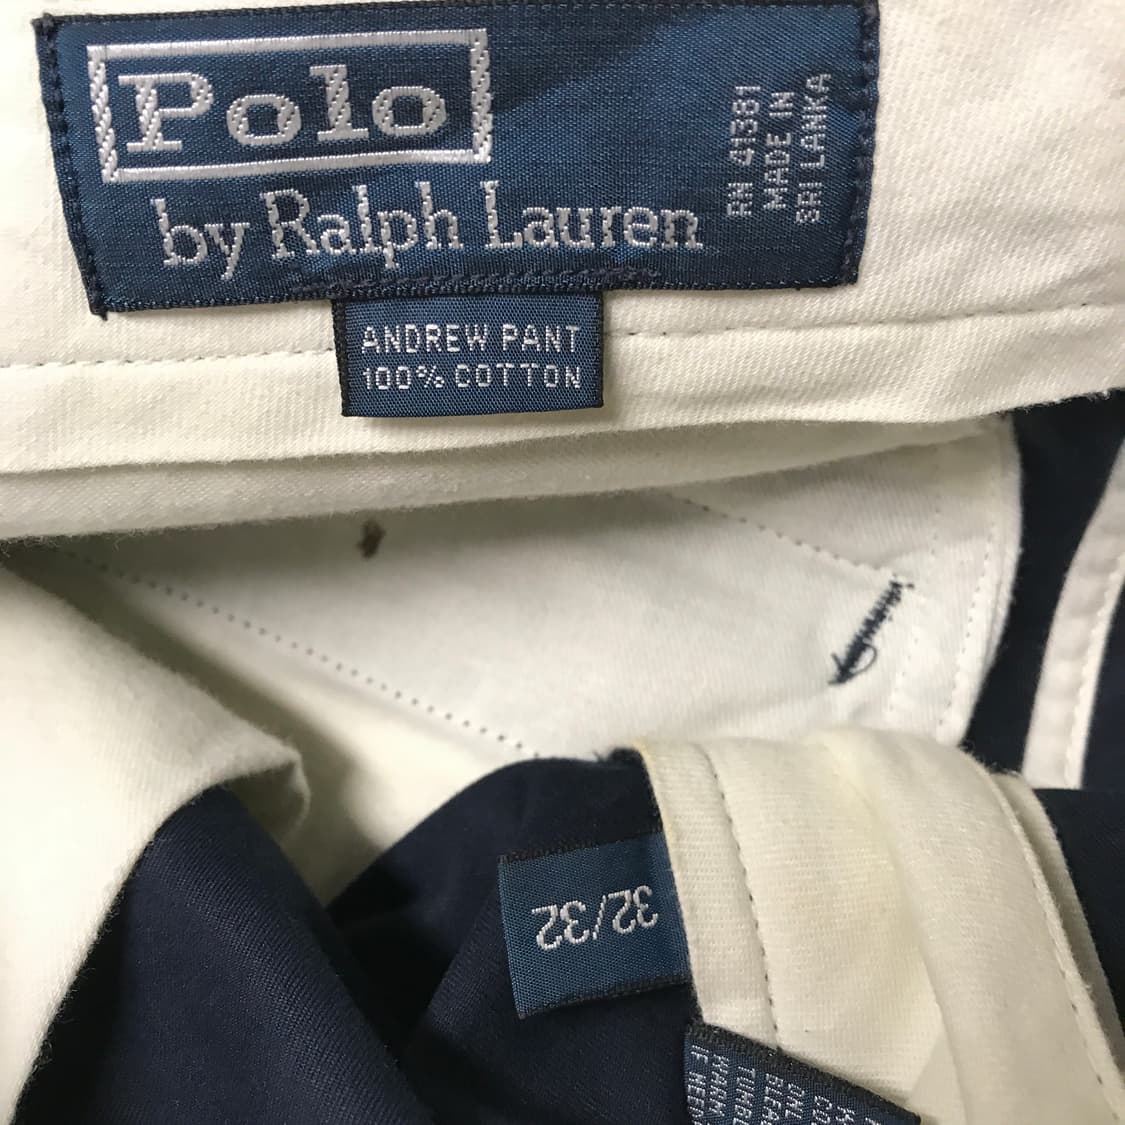 Polo
by Ralph Lauren
RN 41381
MADE IN
SRI LANKA
ANDREW PANT
100% COTTON
32/32